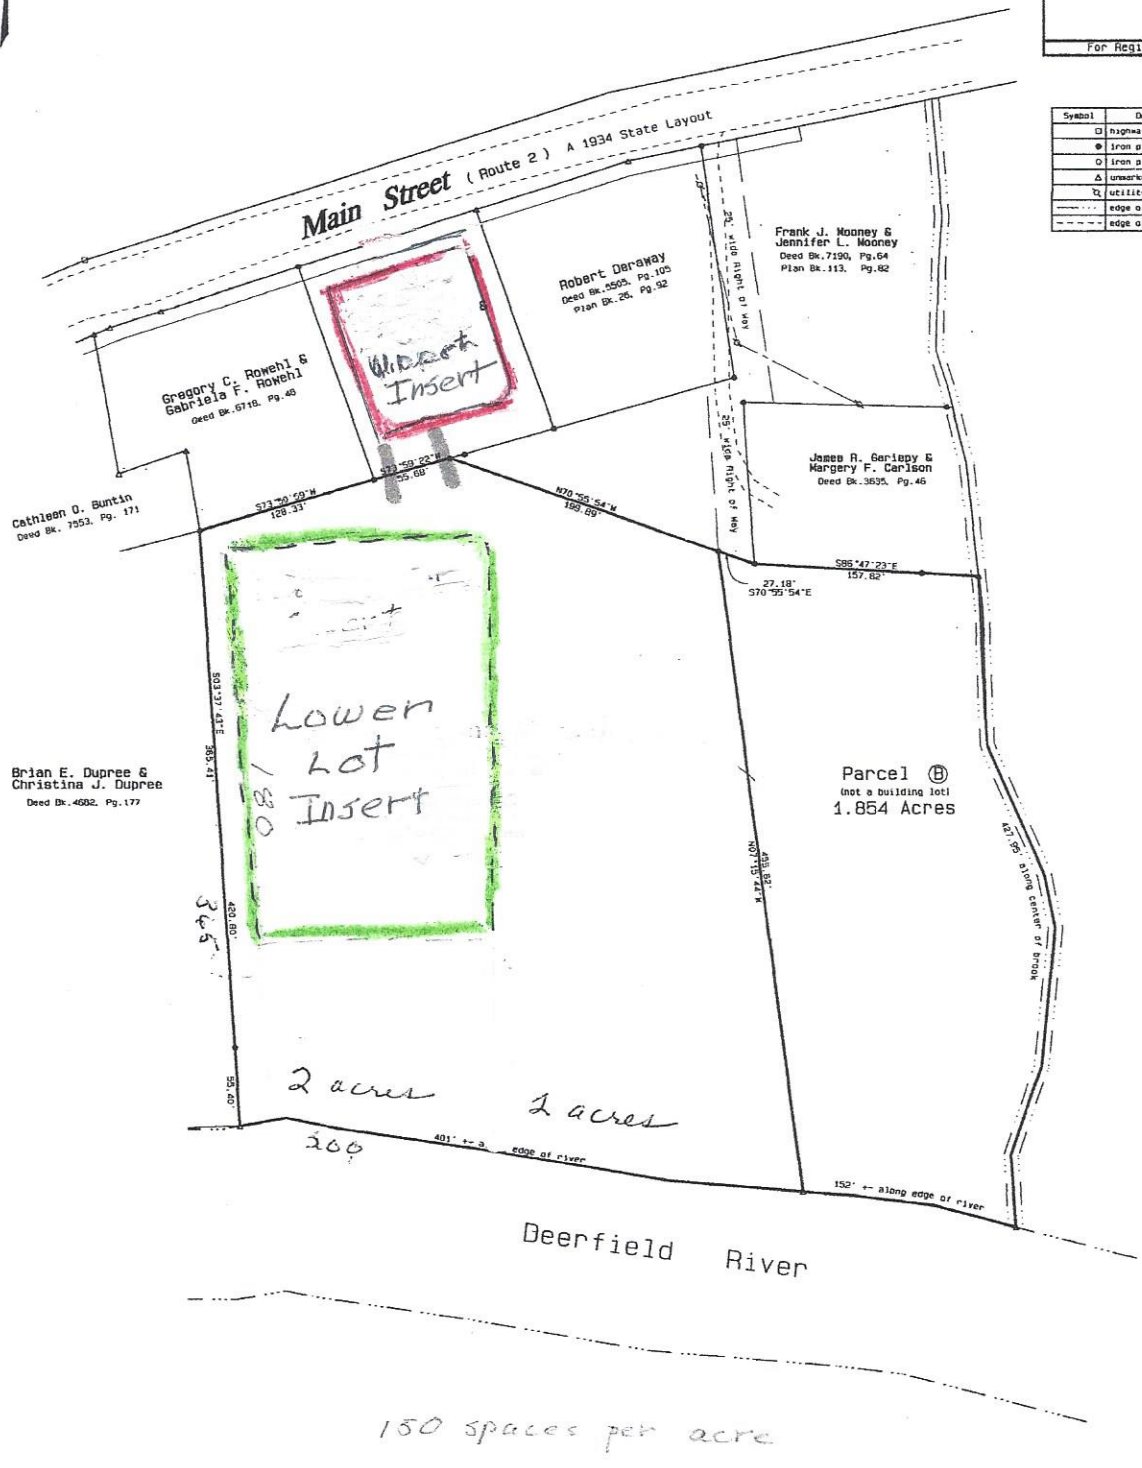 For Regi
Symbol
highwa
iron p
iron p
unmark
utilit
edge o
edge o
Main Street ( Route 2 ) A 1934 State Layout
Frank J. Mooney &
Jennifer L. Mooney
Deed Bk.7190, Pg.64
Plan Bk.113, Pg.82
Robert Deraway
Deed Bk.5505, Pg.105
Plan Bk.26, Pg.92
25' wide Right of Way
Insert
Gregory C. Rowehl &
Gabriela F. Rowehl
Deed Bk.6718, Pg.48
25' wide Right of Way
James R. Gariepy &
Margery F. Carlson
Deed Bk.3635, Pg.46
Cathleen O. Buntin
Deed Bk. 7553, Pg. 171
S73°59'22"W
55.68'
S73°50'59"W
128.33'
N70°55'54"W
199.89'
S86°47'23"E
157.82'
27.18'
S70°55'54"E
Lower
Lot
Insert
180
S03°37'43"E
365.41'
Brian E. Dupree &
Christina J. Dupree
Deed Bk.4682, Pg.177
Parcel B
(not a building lot)
1.854 Acres
455.82'
N07°15'44"W
427.95' along center of brook
420.80'
365
55.40'
2 acres
2 acres
200
401' +- a
edge of river
152' +- along edge of river
Deerfield River
150 spaces per acre